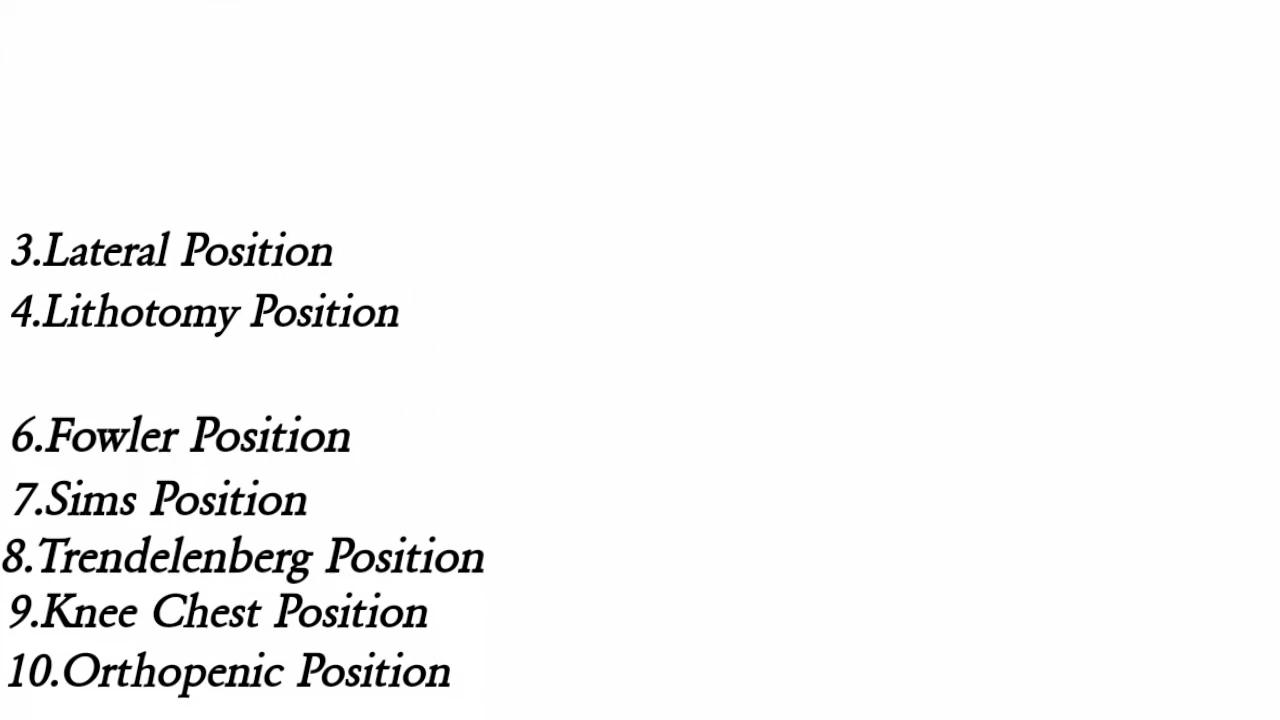 3.Lateral Position
4.Lithotomy Position
6.Fowler Position
7.Sims Position
8.Trendelenberg Position
9.Knee Chest Position
10.Orthopenic Position